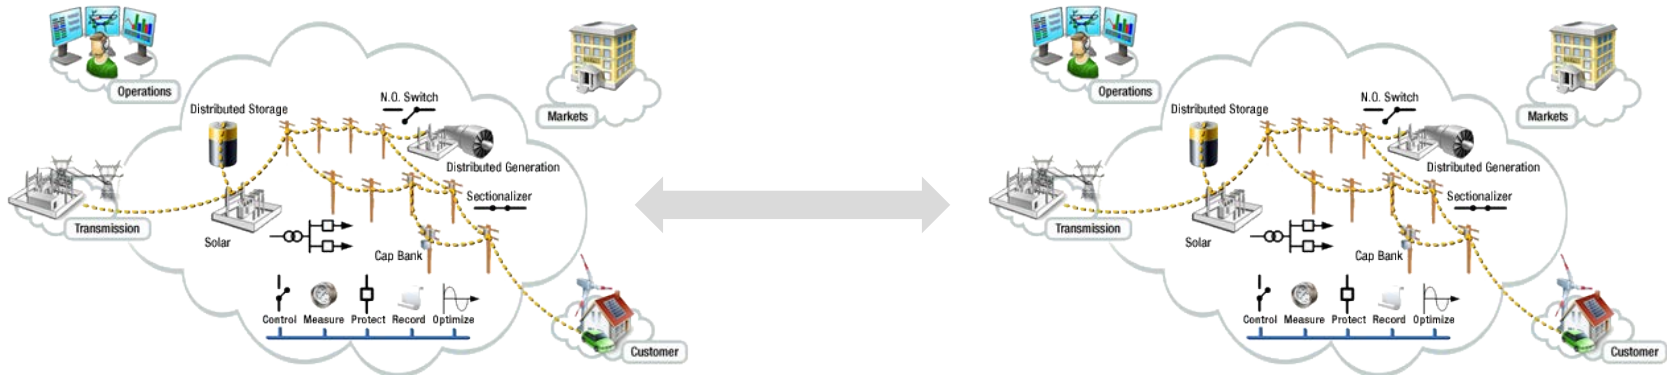 Operations
Markets
N.O. Switch
Distributed Storage
Distributed Generation
Sectionalizer
Transmission
Solar
Cap Bank
Control
Measure
Protect
Record
Optimize
Customer
Operations
Markets
N.O. Switch
Distributed Storage
Distributed Generation
Sectionalizer
Transmission
Solar
Cap Bank
Control
Measure
Protect
Record
Optimize
Customer